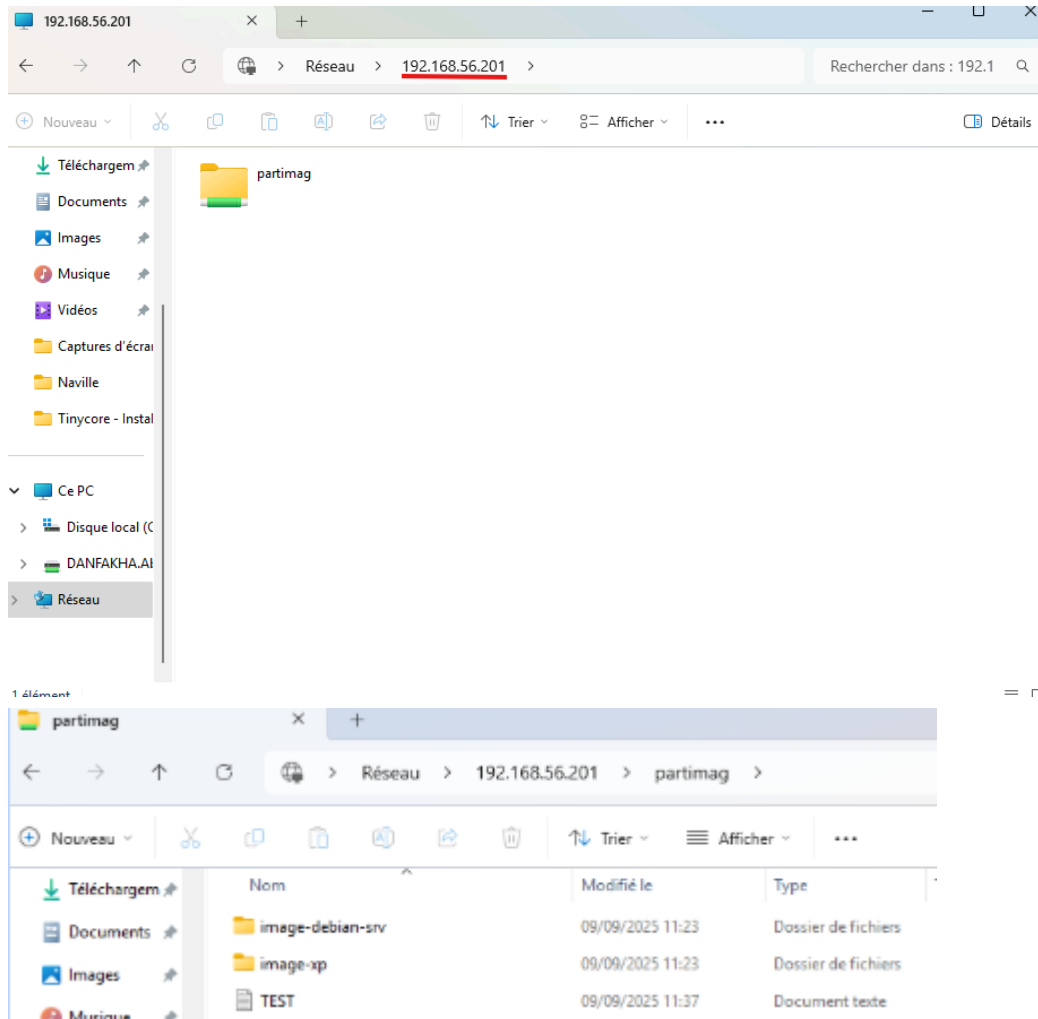 192.168.56.201
Réseau > 192.168.56.201 >
Rechercher dans : 192.1
Nouveau
Trier
Afficher
...
Détails
Téléchargem
Documents
Images
Musique
Vidéos
Captures d'écran
Naville
Tinycore - Instal
Ce PC
Disque local (C
DANFAKHA.Ab
Réseau
partimag
1 élément
partimag
Réseau > 192.168.56.201 > partimag >
Nouveau
Trier
Afficher
...
Téléchargem
Documents
Images
Musique
Nom Modifié le Type
image-debian-srv 09/09/2025 11:23 Dossier de fichiers
image-xp 09/09/2025 11:23 Dossier de fichiers
TEST 09/09/2025 11:37 Document texte